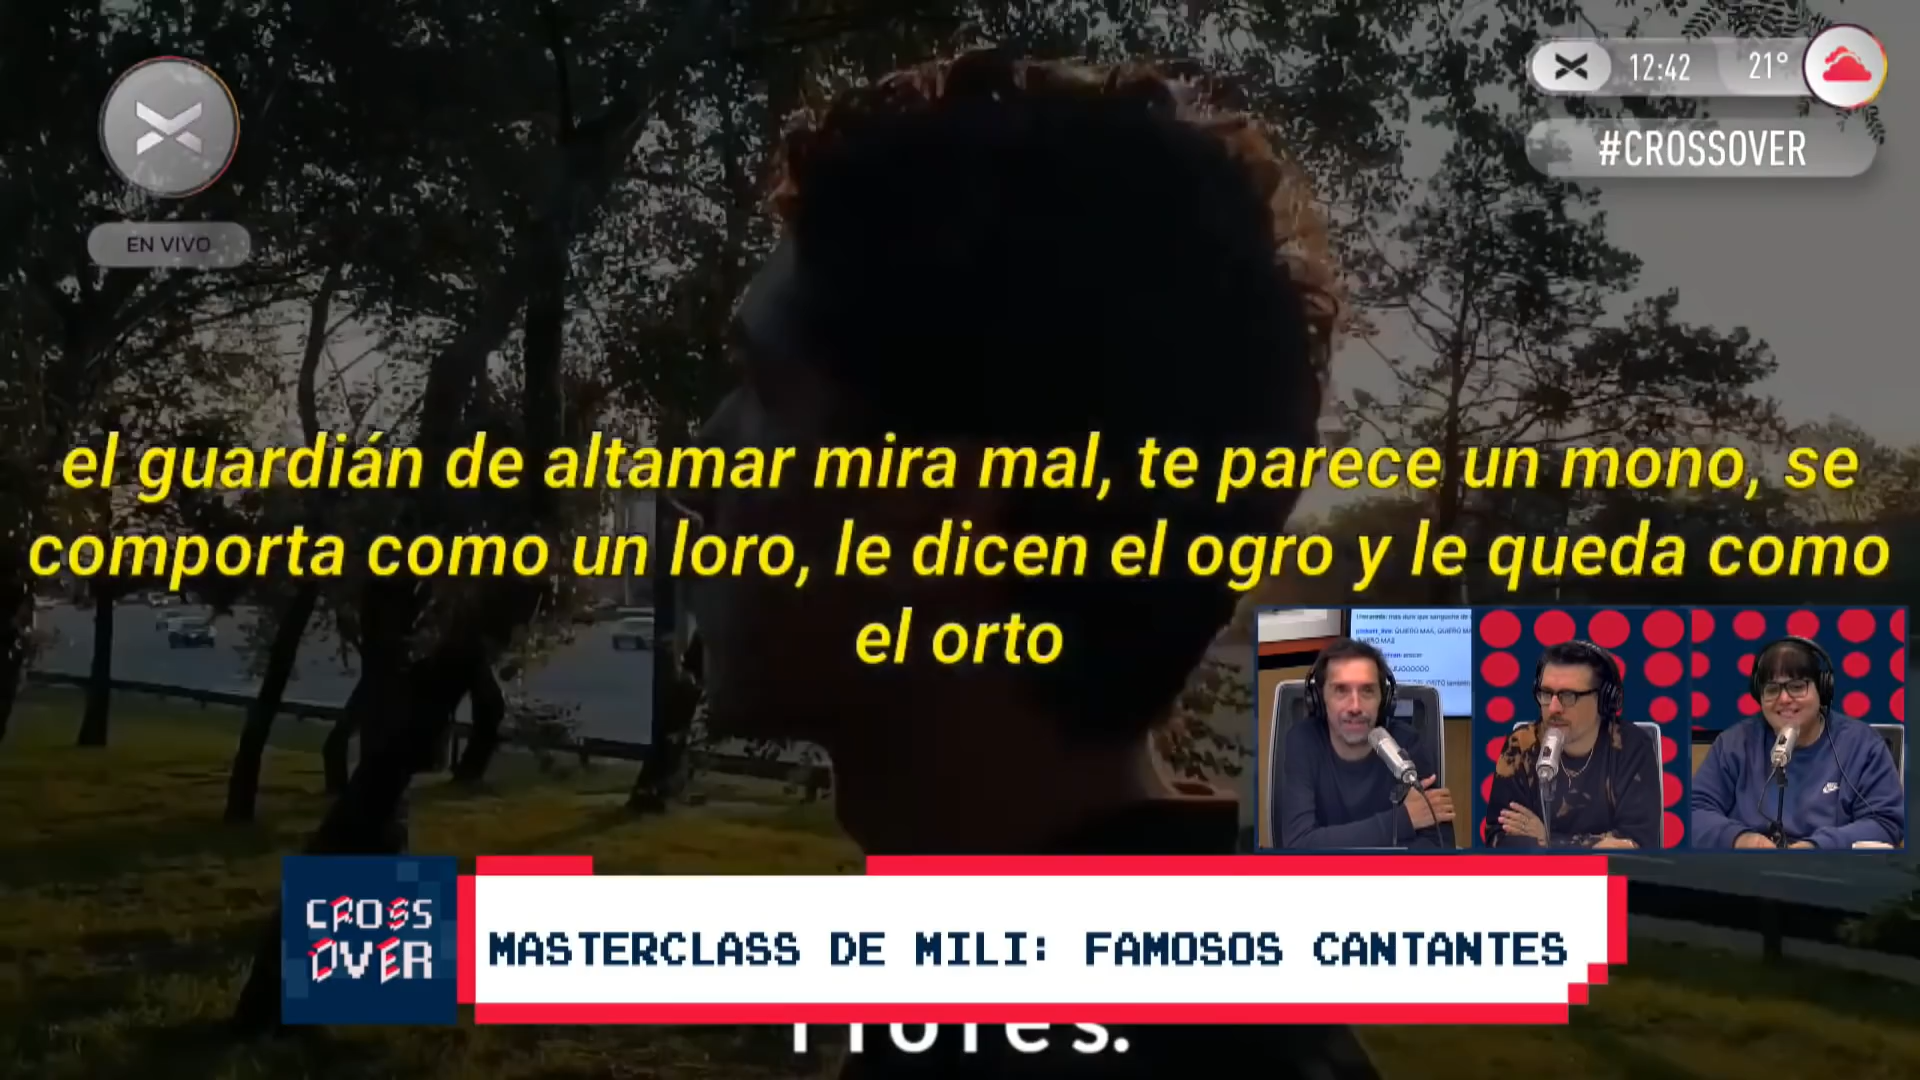 12:42 21°
#CROSSOVER
EN VIVO
el guardián de altamar mira mal, te parece un mono, se
comporta como un loro, le dicen el ogro y le queda como
el orto
CROSS
OVER
MASTERCLASS DE MILI: FAMOSOS CANTANTES